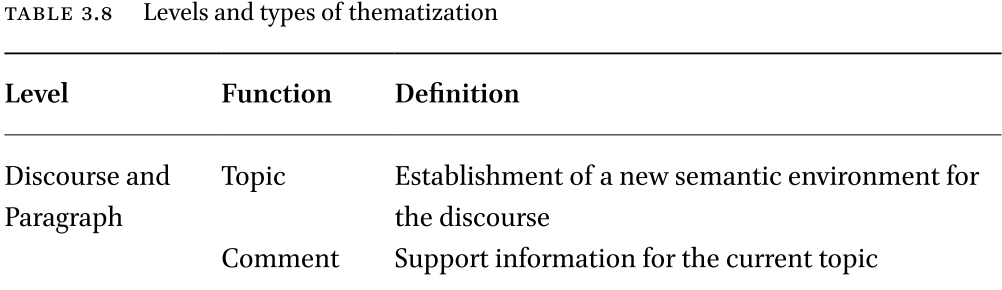 TABLE 3.8 Levels and types of thematization
Level Function Definition
Discourse and Topic Establishment of a new semantic environment for
Paragraph the discourse
Comment Support information for the current topic